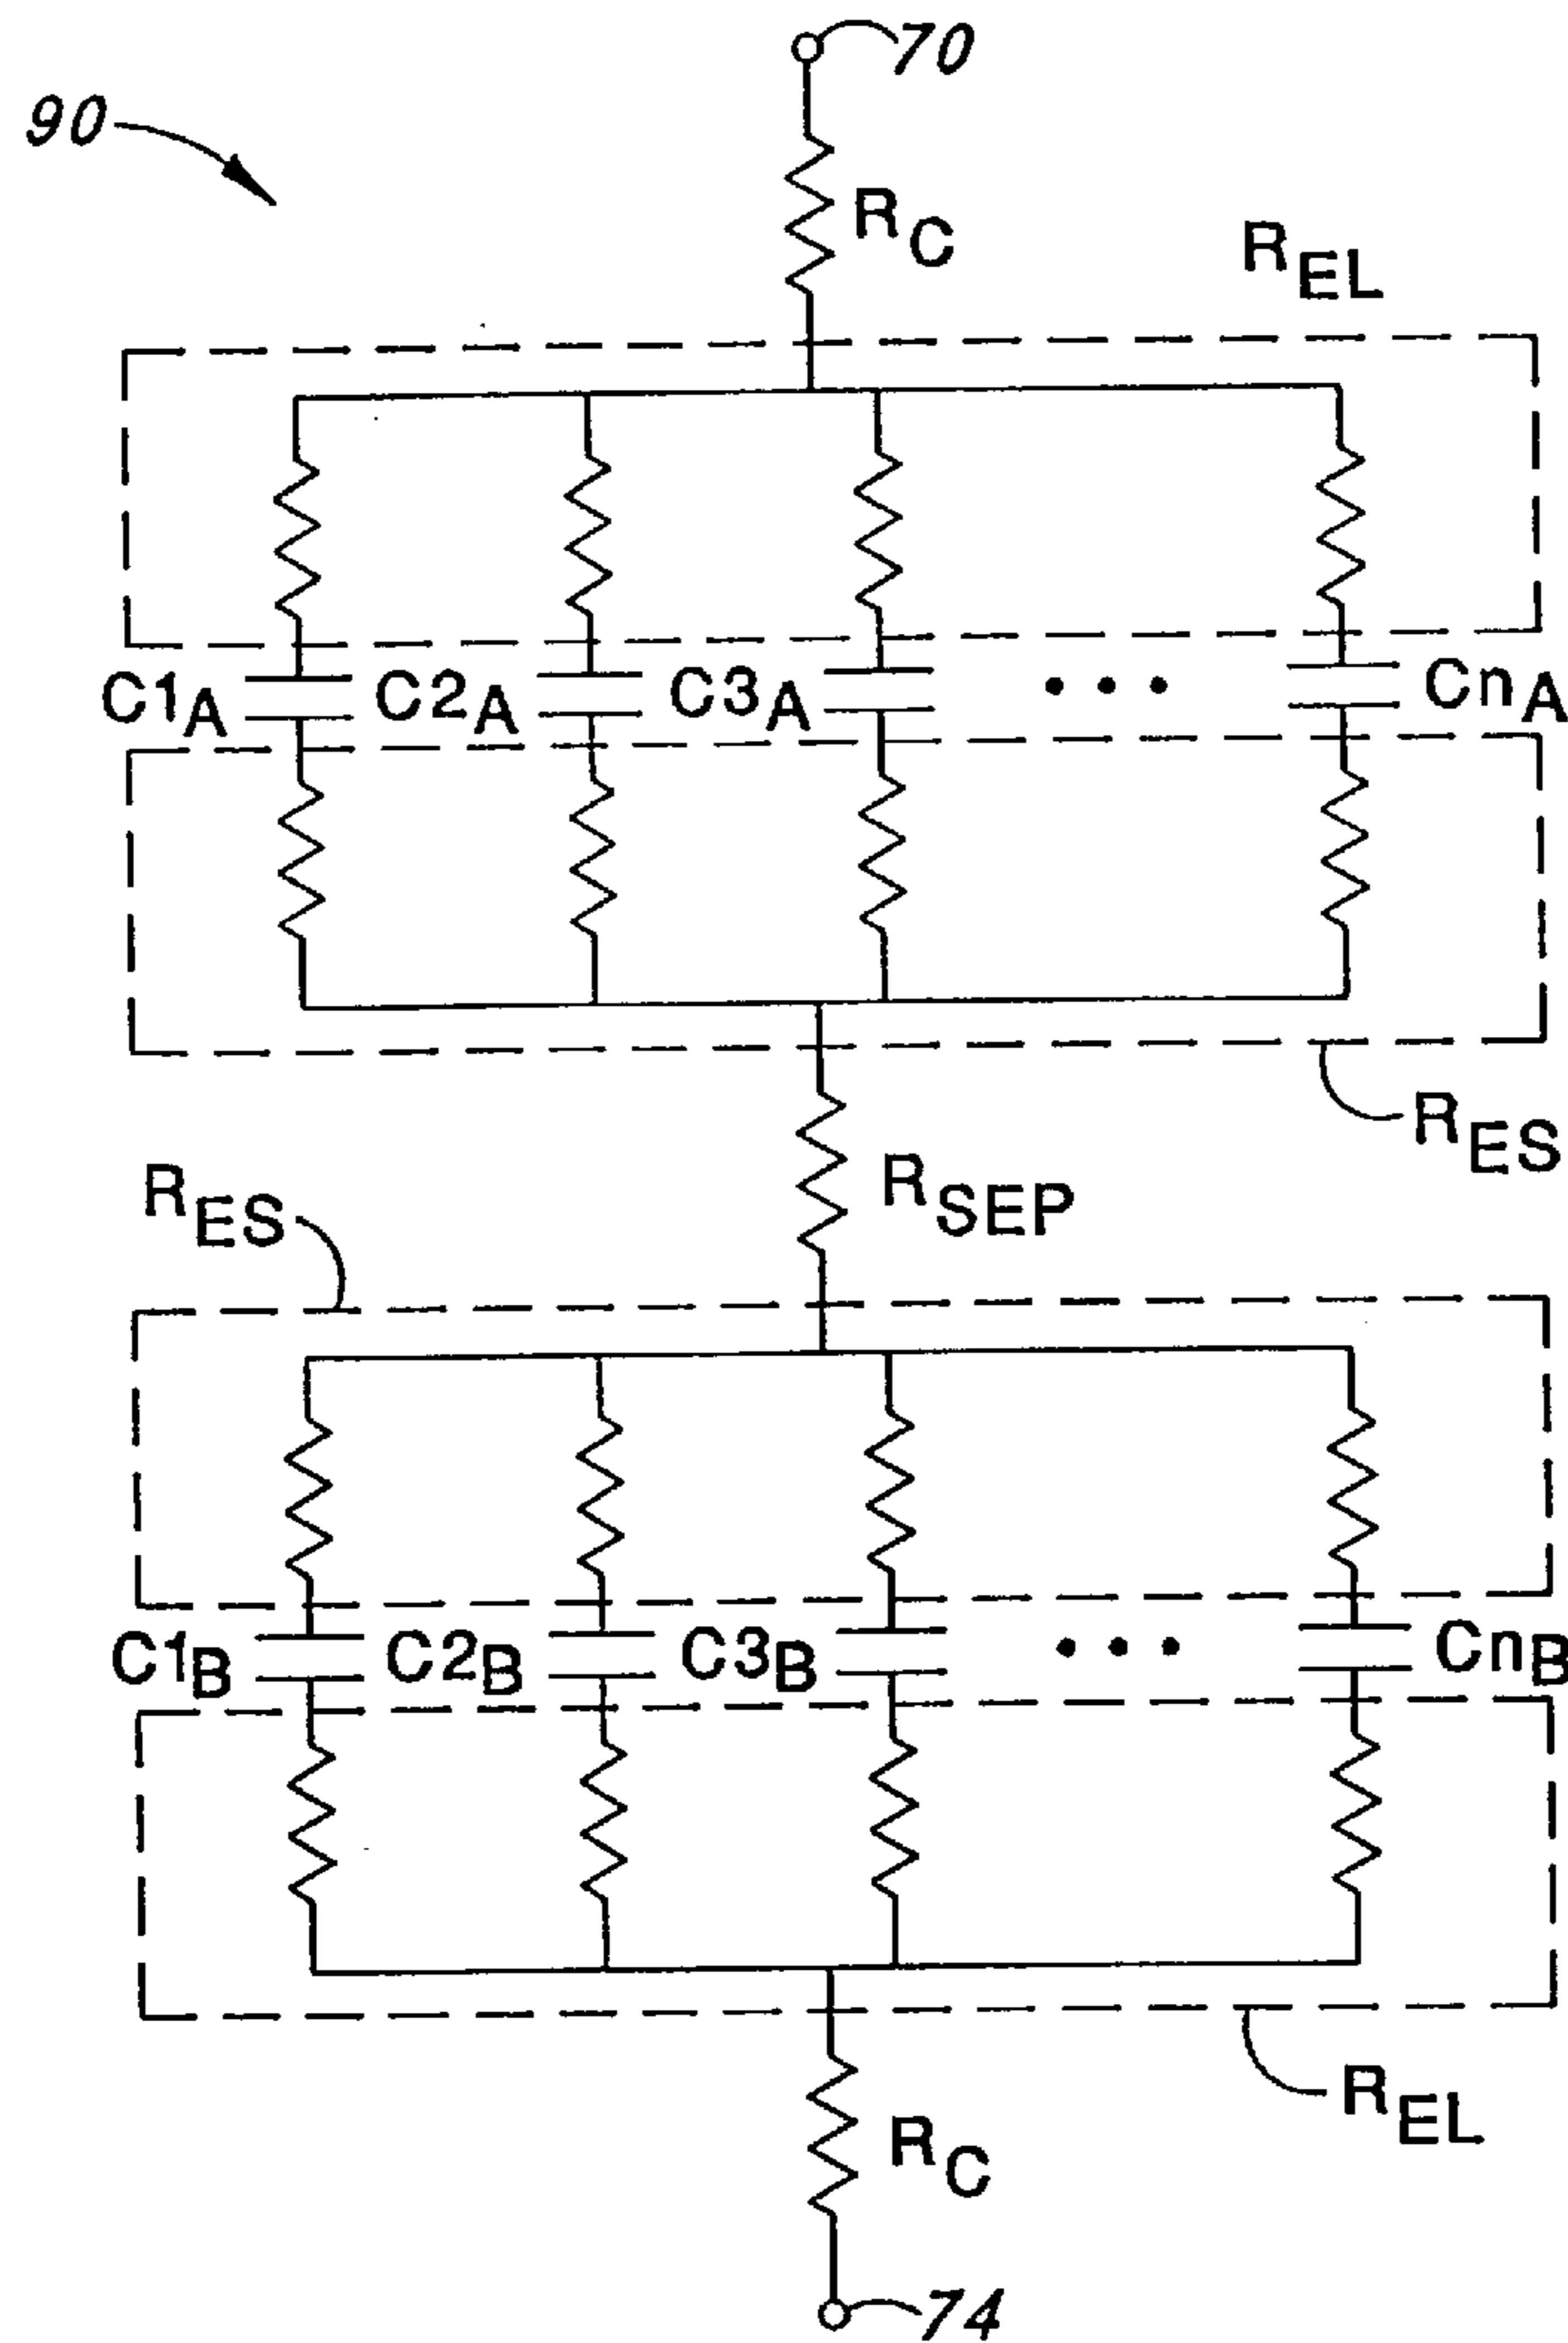 70
90
RC
REL
C1A C2A C3A CnA
RES
RSEP
RES
C1B C2B C3B CnB
REL
RC
74